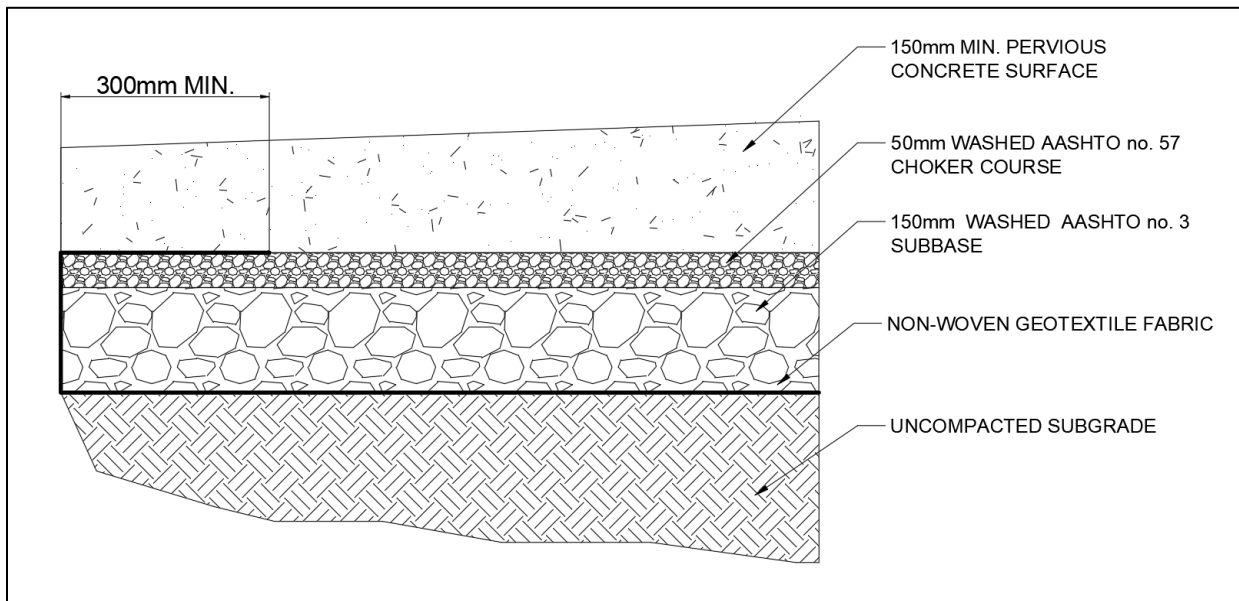 300mm MIN.
150mm MIN. PERVIOUS
CONCRETE SURFACE
50mm WASHED AASHTO no. 57
CHOKER COURSE
150mm WASHED AASHTO no. 3
SUBBASE
NON-WOVEN GEOTEXTILE FABRIC
UNCOMPACTED SUBGRADE